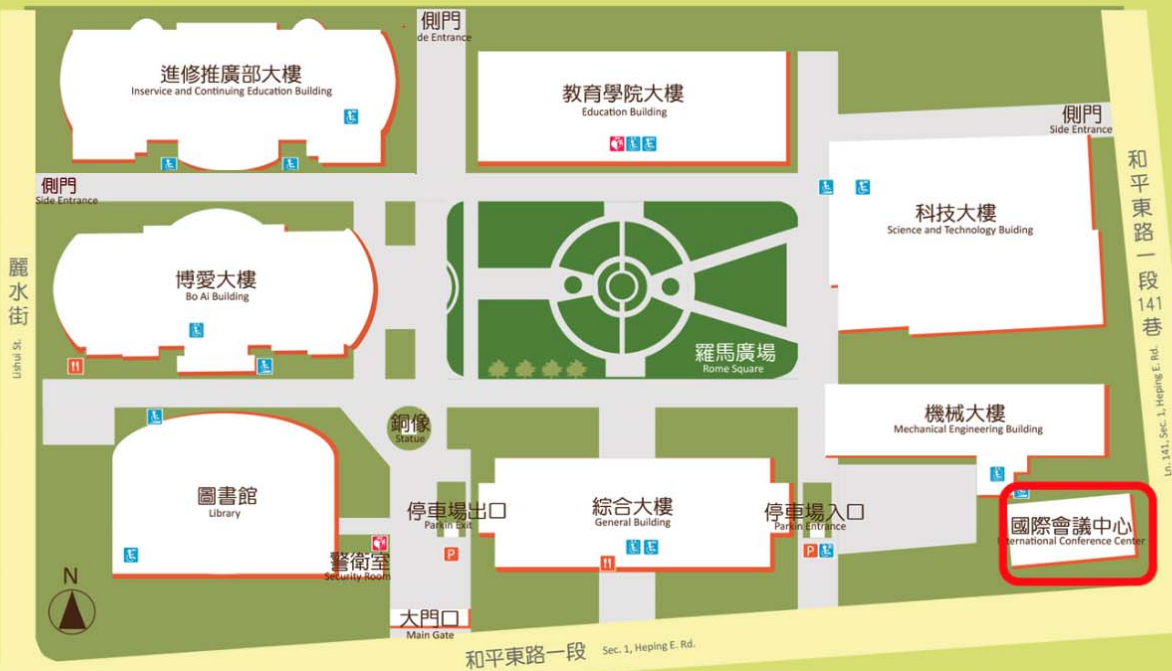 側門
de Entrance
進修推廣部大樓
Inservice and Continuing Education Building
教育學院大樓
Education Building
側門
Side Entrance
側門
Side Entrance
科技大樓
Science and Technology Buiding
和平東路一段141巷
Ln. 141, Sec. 1, Heping E. Rd.
麗水街
Lishui St.
博愛大樓
Bo Ai Building
羅馬廣場
Rome Square
銅像
Statue
機械大樓
Mechanical Engineering Building
圖書館
Library
停車場出口
Parkin Exit
P
綜合大樓
General Building
停車場入口
Parkin Entrance
P
國際會議中心
International Conference Center
警衛室
Security Room
N
大門口
Main Gate
和平東路一段 Sec. 1, Heping E. Rd.